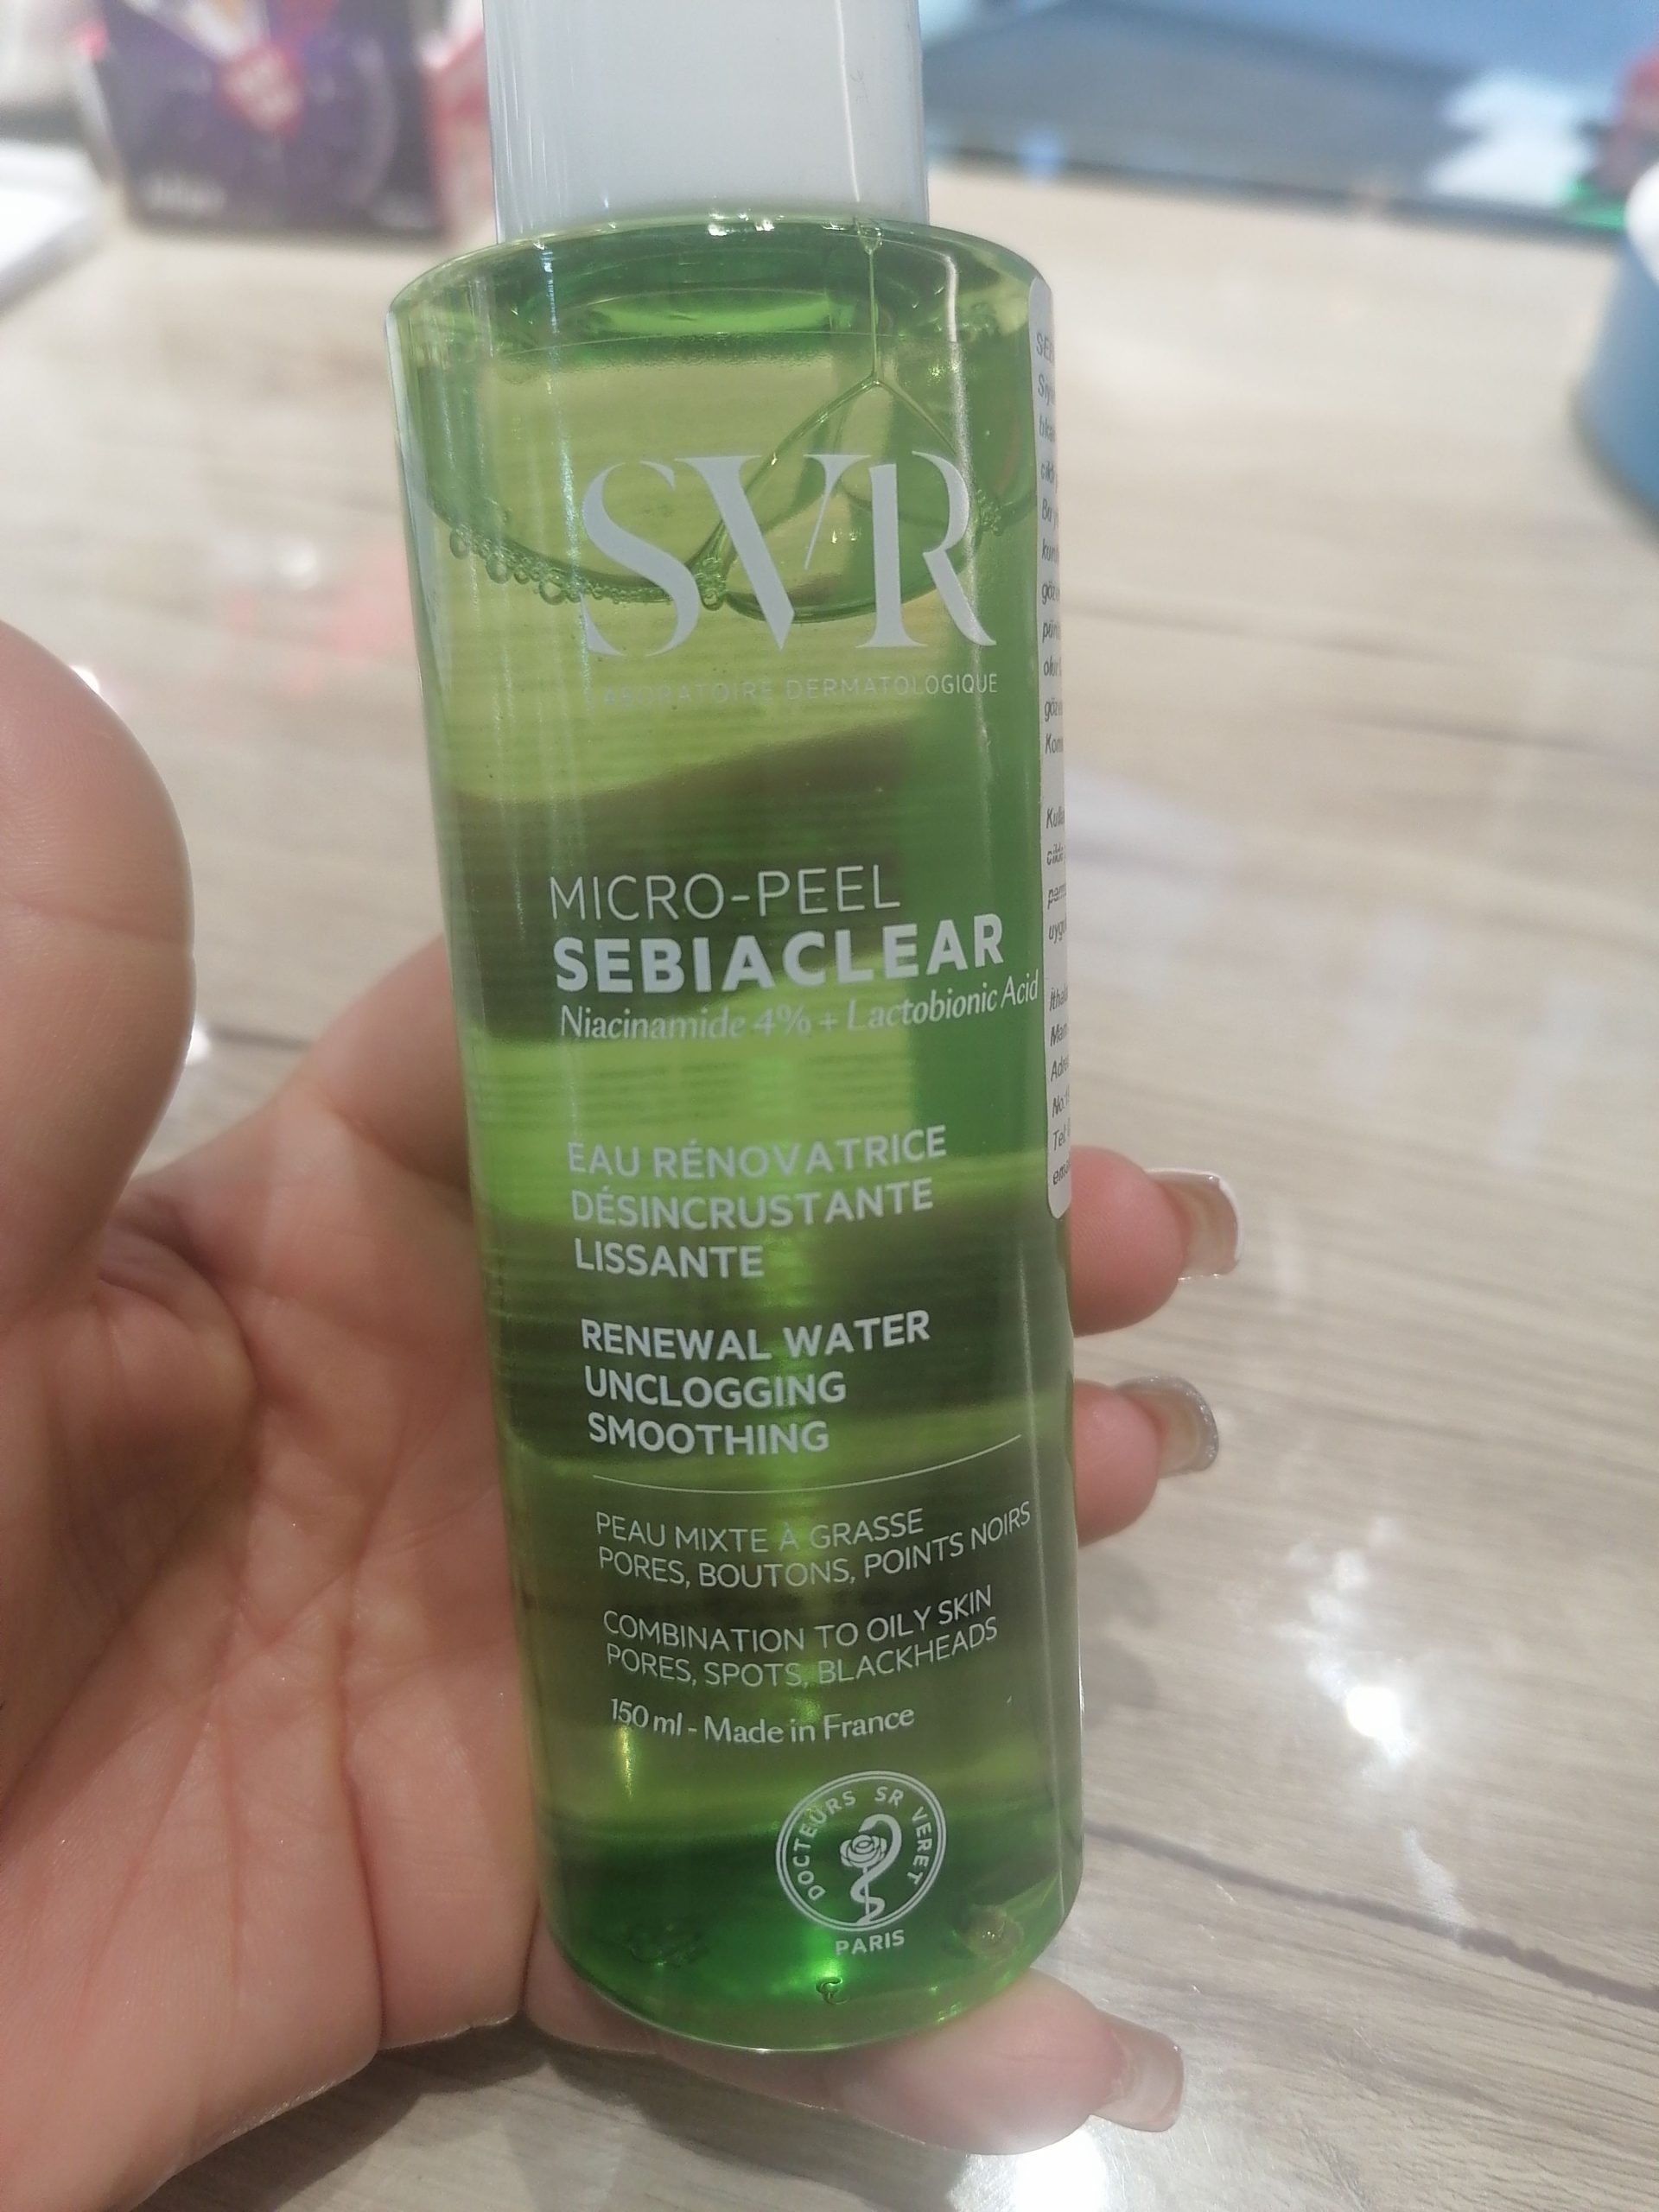 SVR
LABORATOIRE DERMATOLOGIQUE
MICRO-PEEL
SEBIACLEAR
Niacinamide 4% + Lactobionic Acid
EAU RÉNOVATRICE
DÉSINCRUSTANTE
LISSANTE
RENEWAL WATER
UNCLOGGING
SMOOTHING
PEAU MIXTE À GRASSE
PORES, BOUTONS, POINTS NOIRS
COMBINATION TO OILY SKIN
PORES, SPOTS, BLACKHEADS
150 ml - Made in France
DOCTEURS SR VERET
PARIS